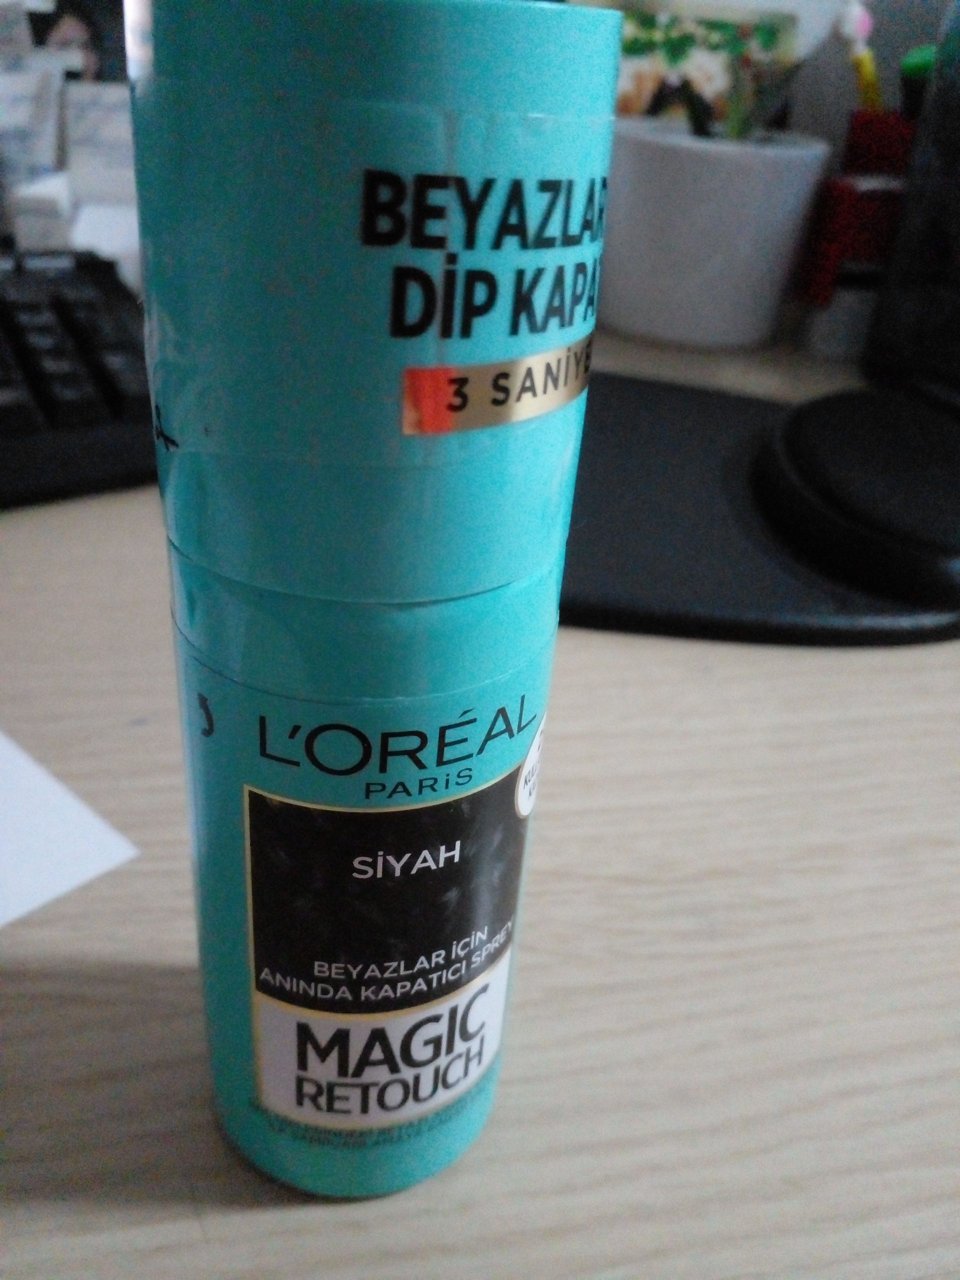 BEYAZLAR
DİP KAPA
3 SANİYE
L'ORÉAL
PARiS
SİYAH
BEYAZLAR İÇİN
ANINDA KAPATICI SPREY
MAGIC
RETOUCH